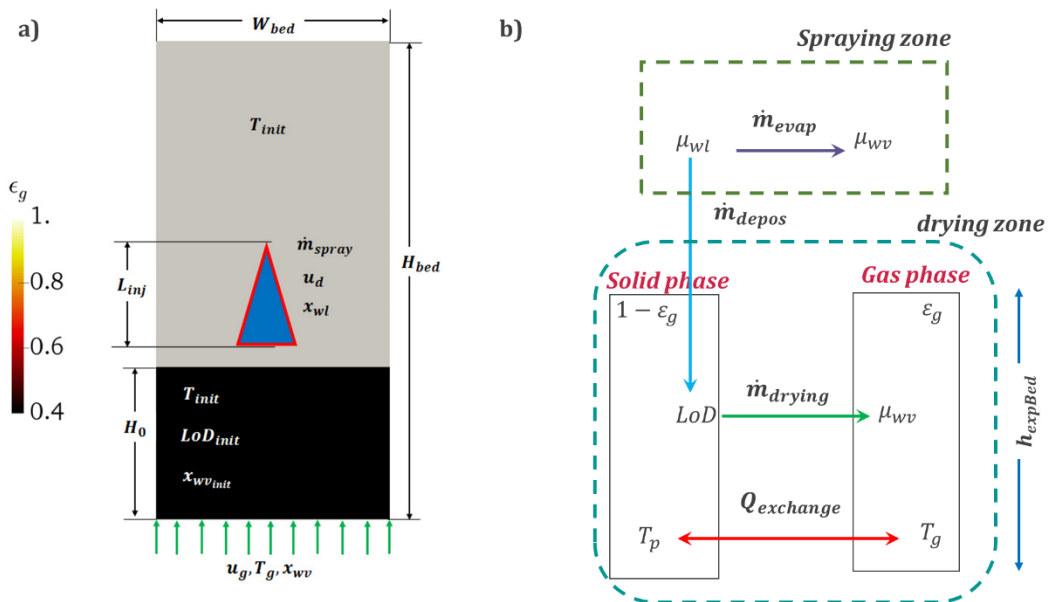 a)
W_bed
T_init
ϵ_g
1.
0.8
0.6
0.4
L_inj
ṁ_spray
u_d
x_wl
H_bed
H_0
T_init
LoD_init
x_wv_init
u_g, T_g, x_wv
b)
Spraying zone
ṁ_evap
μ_wl
μ_wv
ṁ_depos
drying zone
Solid phase
Gas phase
1 − ε_g
ε_g
ṁ_drying
LoD
μ_wv
h_expBed
Q_exchange
T_p
T_g